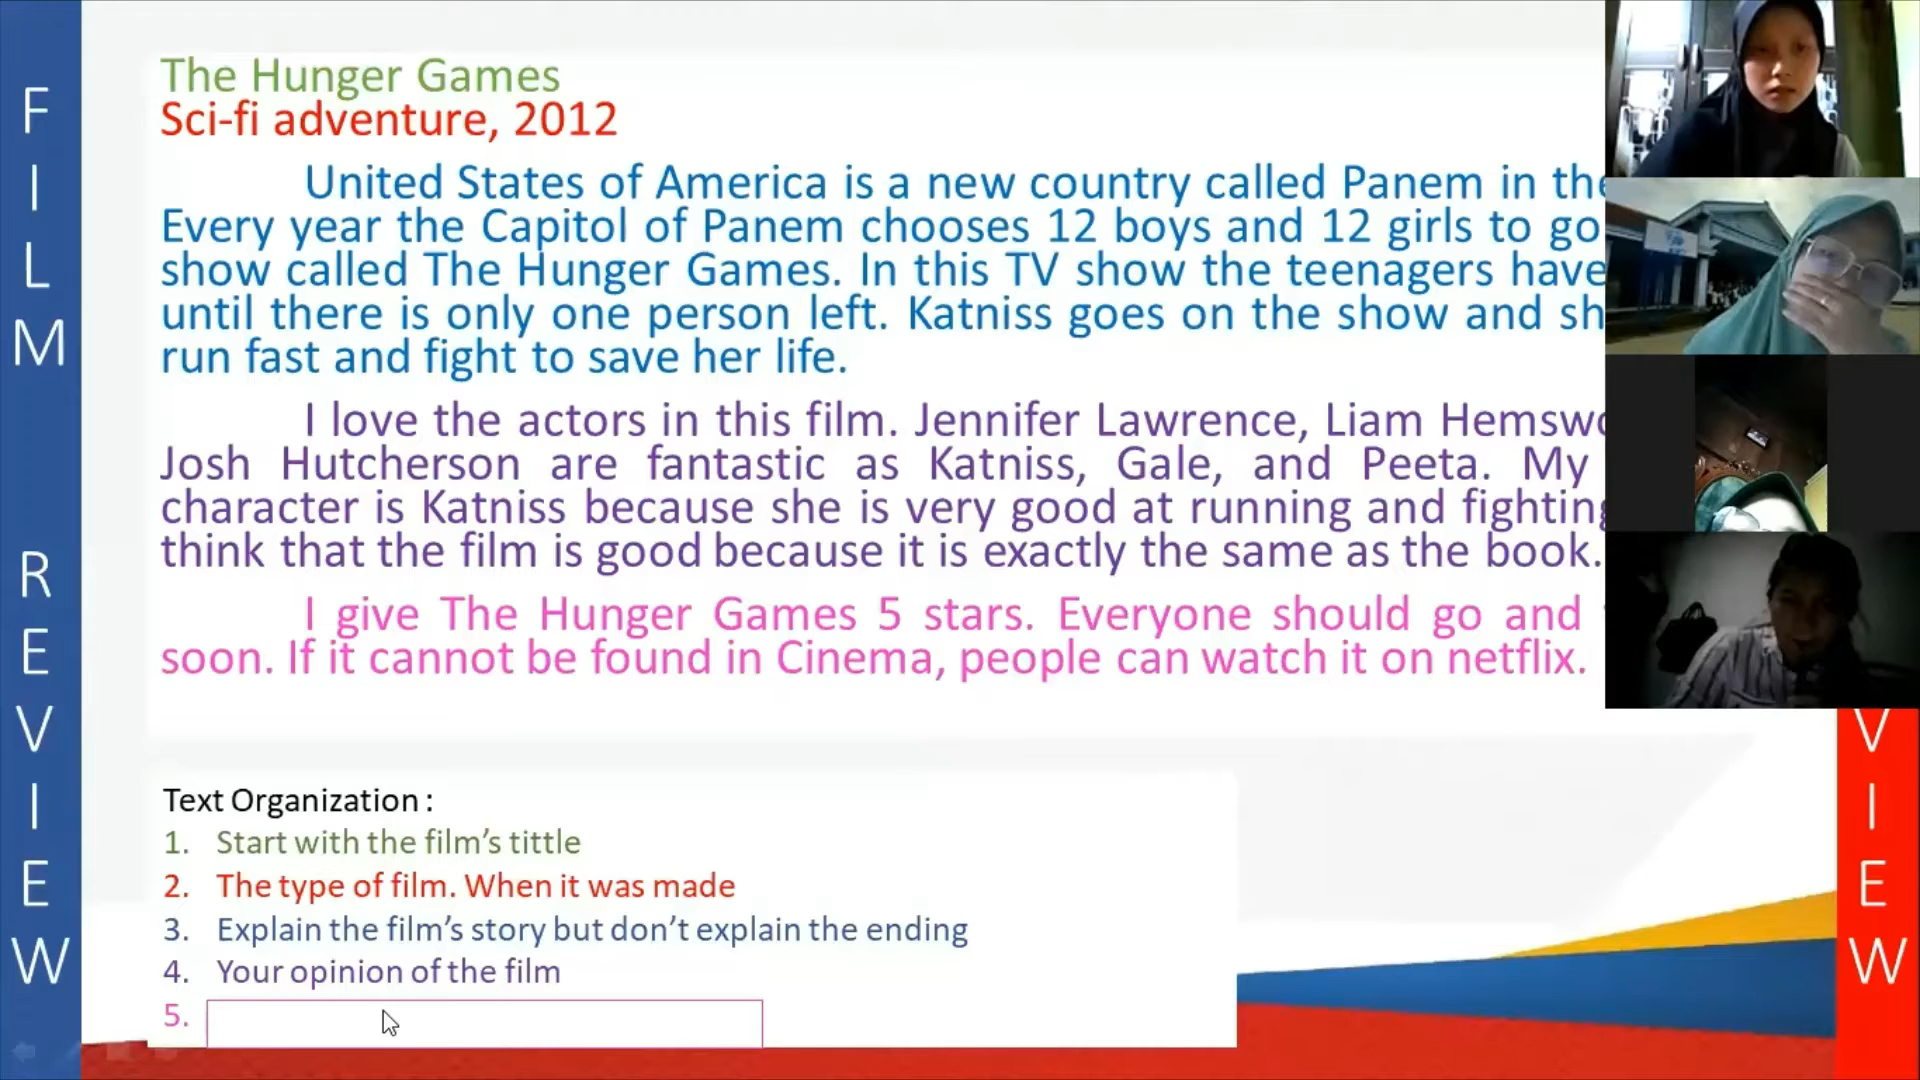 FILM REVIEW
The Hunger Games
Sci-fi adventure, 2012
United States of America is a new country called Panem in the
Every year the Capitol of Panem chooses 12 boys and 12 girls to go
show called The Hunger Games. In this TV show the teenagers have
until there is only one person left. Katniss goes on the show and sh
run fast and fight to save her life.
I love the actors in this film. Jennifer Lawrence, Liam Hemswo
Josh Hutcherson are fantastic as Katniss, Gale, and Peeta. My
character is Katniss because she is very good at running and fighting
think that the film is good because it is exactly the same as the book.
I give The Hunger Games 5 stars. Everyone should go and
soon. If it cannot be found in Cinema, people can watch it on netflix.
Text Organization :
1. Start with the film’s tittle
2. The type of film. When it was made
3. Explain the film’s story but don’t explain the ending
4. Your opinion of the film
5.
VIEW